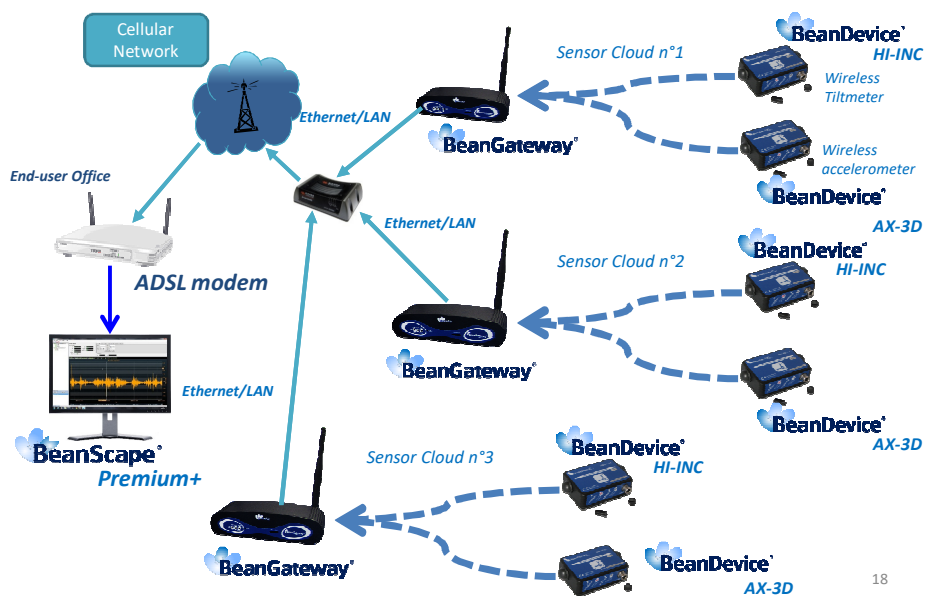 Cellular
Network
BeanDevice®
HI-INC
Sensor Cloud n°1
Wireless
Tiltmeter
Ethernet/LAN
BeanGateway®
Wireless
accelerometer
End-user Office
BeanDevice®
AX-3D
Ethernet/LAN
Sensor Cloud n°2
BeanDevice®
HI-INC
ADSL modem
BeanGateway®
Ethernet/LAN
BeanDevice®
AX-3D
BeanScape®
Premium+
Sensor Cloud n°3
BeanDevice®
HI-INC
BeanGateway®
BeanDevice®
AX-3D
18